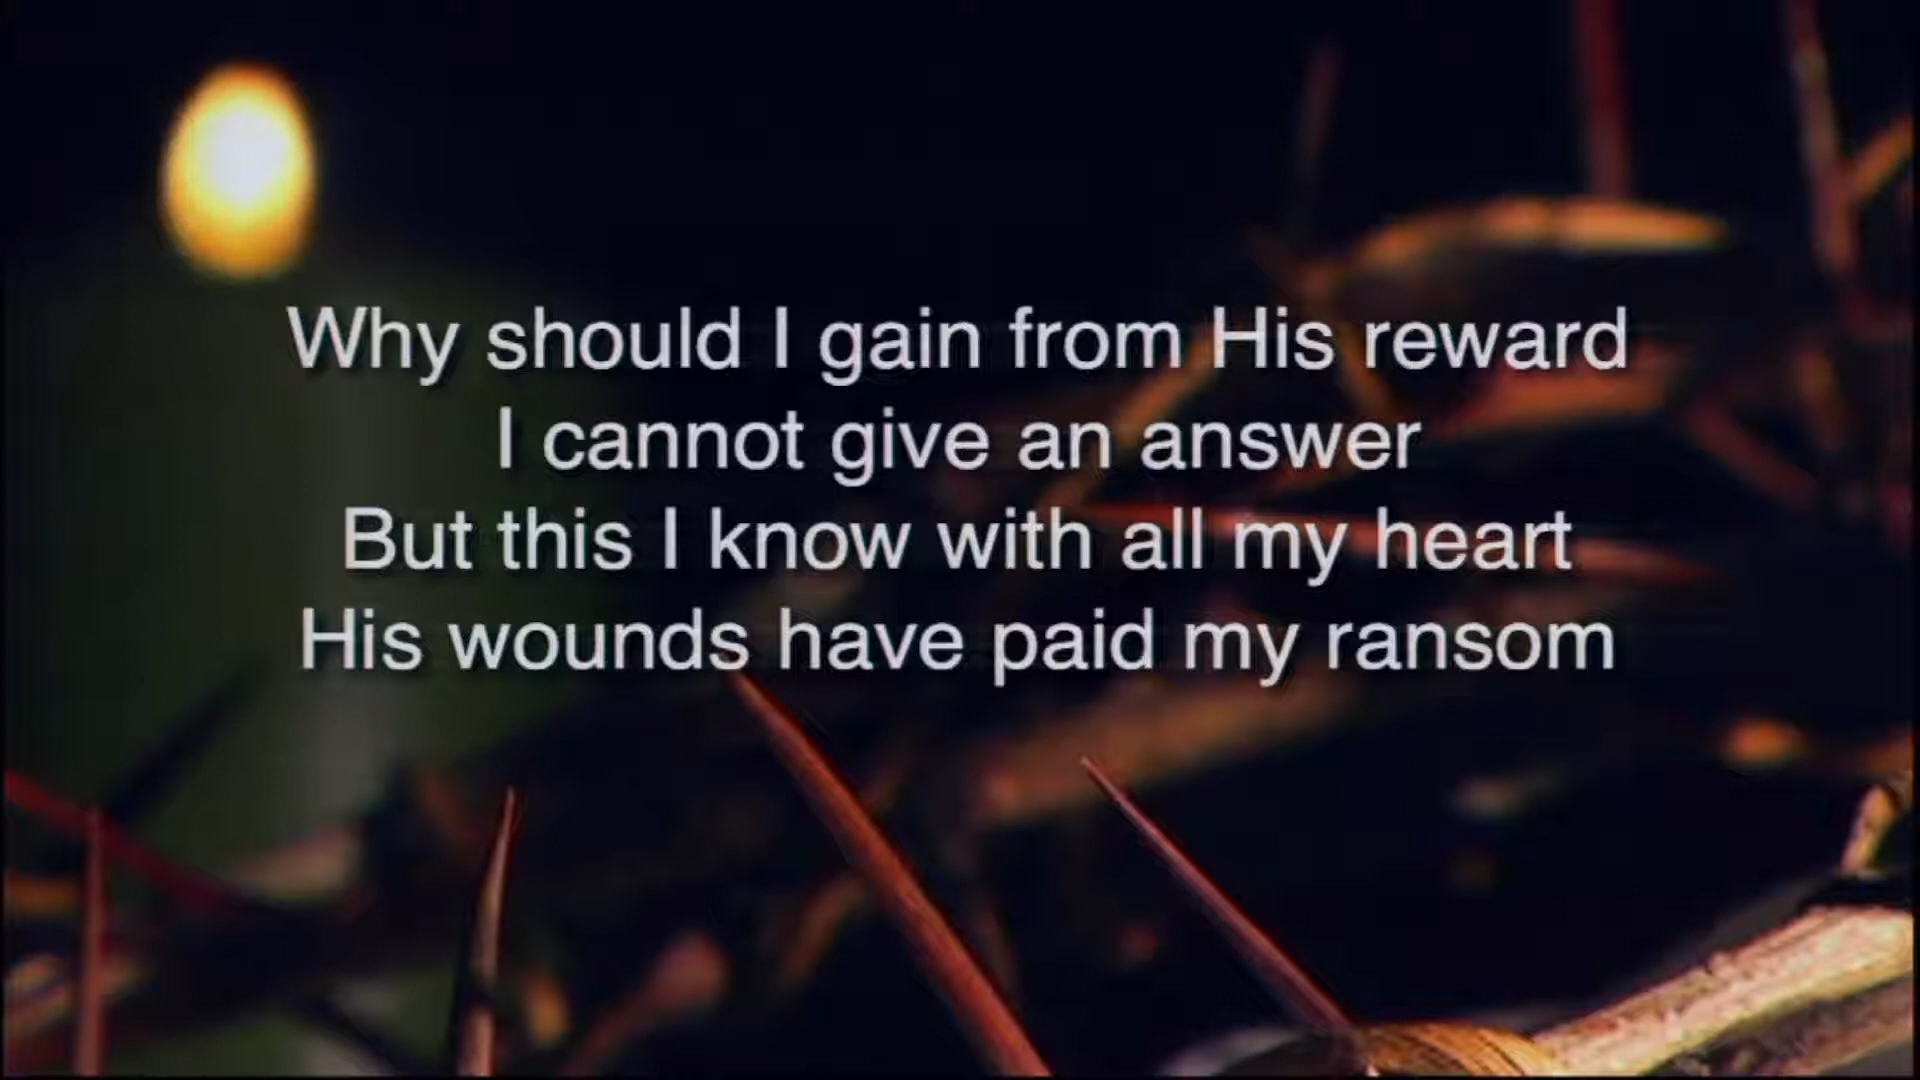 Why should I gain from His reward
I cannot give an answer
But this I know with all my heart
His wounds have paid my ransom